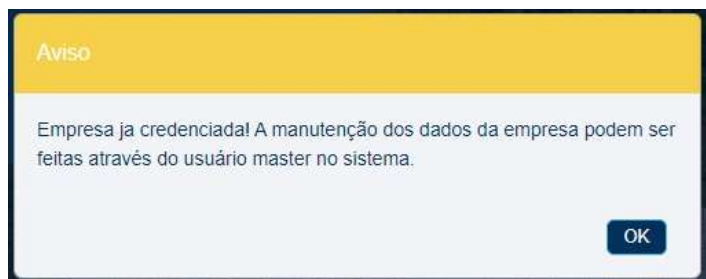 Aviso
Empresa ja credenciada! A manutenção dos dados da empresa podem ser
feitas através do usuário master no sistema.
OK